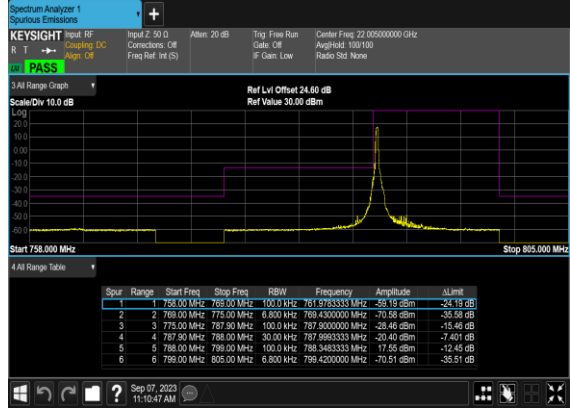 Spectrum Analyzer 1
Spurious Emissions
KEYSIGHT Input: RF Input Z: 50 Ω Atten: 20 dB Trig: Free Run Center Freq: 22.005000000 GHz
R T Coupling: DC Corrections: Off Gate: Off Avg|Hold: 100/100
Align: Off Freq Ref: Int (S) IF Gain: Low Radio Std: None
PASS
3 All Range Graph
Ref Lvl Offset 24.60 dB
Scale/Div 10.0 dB Ref Value 30.00 dBm
Log
20.0
10.0
0.00
-10.0
-20.0
-30.0
-40.0
-50.0
-60.0
Start 758.000 MHz Stop 805.000 MHz
4 All Range Table
Spur Range Start Freq Stop Freq RBW Frequency Amplitude ΔLimit
1 1 758.00 MHz 769.00 MHz 100.0 kHz 761.9783333 MHz -59.19 dBm -24.19 dB
2 2 769.00 MHz 775.00 MHz 6.800 kHz 769.4300000 MHz -70.58 dBm -35.58 dB
3 3 775.00 MHz 787.90 MHz 100.0 kHz 787.9000000 MHz -28.46 dBm -15.46 dB
4 4 787.90 MHz 788.00 MHz 30.00 kHz 787.9993333 MHz -20.40 dBm -7.401 dB
5 5 788.00 MHz 799.00 MHz 100.0 kHz 788.3483333 MHz 17.55 dBm -12.45 dB
6 6 799.00 MHz 805.00 MHz 6.800 kHz 799.4200000 MHz -70.51 dBm -35.51 dB
? Sep 07, 2023
11:10:47 AM